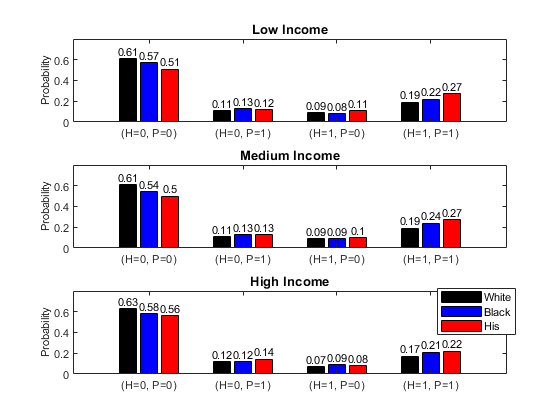 Low Income
Probability
0.6
0.4
0.2
0
0.61 0.57 0.51
0.11 0.13 0.12
0.09 0.08 0.11
0.19 0.22 0.27
(H=0, P=0) (H=0, P=1) (H=1, P=0) (H=1, P=1)
Medium Income
Probability
0.6
0.4
0.2
0
0.61 0.54 0.5
0.11 0.13 0.13
0.09 0.09 0.1
0.19 0.24 0.27
(H=0, P=0) (H=0, P=1) (H=1, P=0) (H=1, P=1)
High Income
Probability
0.6
0.4
0.2
0
0.63 0.58 0.56
0.12 0.12 0.14
0.07 0.09 0.08
0.17 0.21 0.22
White
Black
His
(H=0, P=0) (H=0, P=1) (H=1, P=0) (H=1, P=1)